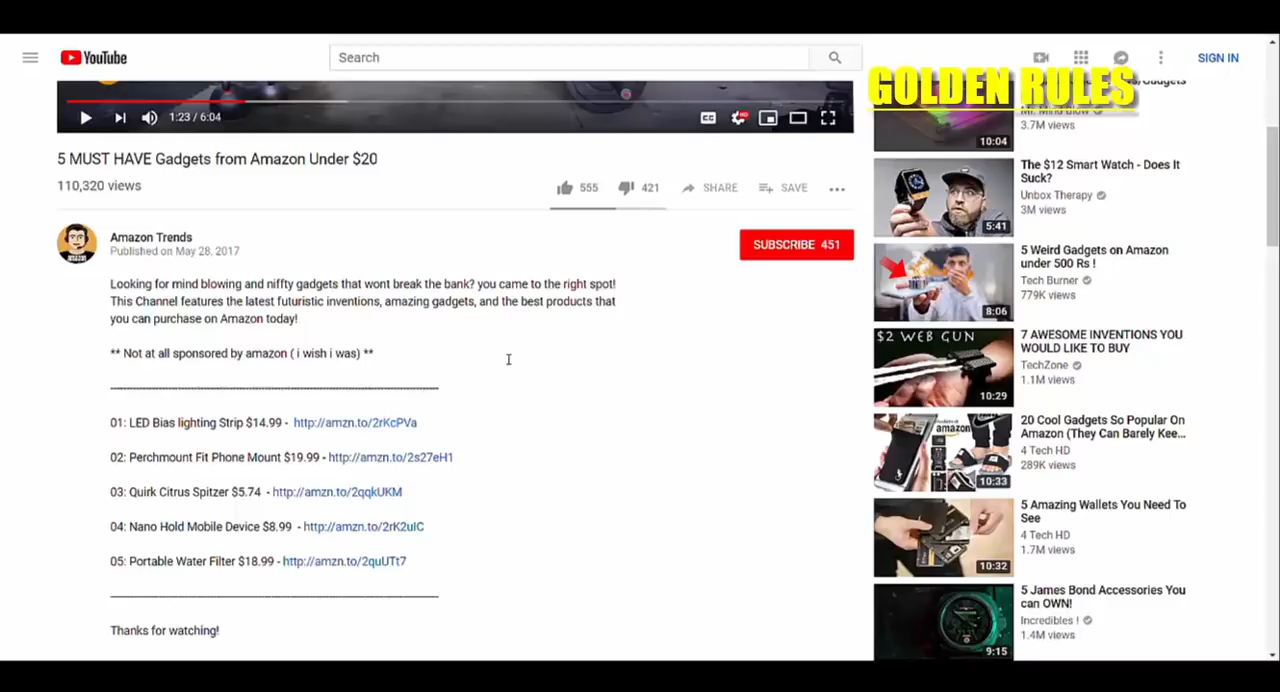 YouTube
Search
SIGN IN
GOLDEN RULES
1:23 / 6:04
CC
HD
5 MUST HAVE Gadgets from Amazon Under $20
110,320 views
555
421
SHARE
SAVE
Amazon Trends
Published on May 28, 2017
SUBSCRIBE 451
Looking for mind blowing and niffty gadgets that wont break the bank? you came to the right spot!
This Channel features the latest futuristic inventions, amazing gadgets, and the best products that
you can purchase on Amazon today!
** Not at all sponsored by amazon ( i wish i was) **
01: LED Bias lighting Strip $14.99 - http://amzn.to/2rKcPVa
02: Perchmount Fit Phone Mount $19.99 - http://amzn.to/2s27eH1
03: Quirk Citrus Spitzer $5.74 - http://amzn.to/2qqkUKM
04: Nano Hold Mobile Device $8.99 - http://amzn.to/2rK2uIC
05: Portable Water Filter $18.99 - http://amzn.to/2quUTt7
Thanks for watching!
Mr. Mind Blow
3.7M views
10:04
The $12 Smart Watch - Does It
Suck?
Unbox Therapy
3M views
5:41
5 Weird Gadgets on Amazon
under 500 Rs !
Tech Burner
779K views
8:06
$2 WEB GUN
7 AWESOME INVENTIONS YOU
WOULD LIKE TO BUY
TechZone
1.1M views
10:29
amazon
20 Cool Gadgets So Popular On
Amazon (They Can Barely Kee...
4 Tech HD
289K views
10:33
5 Amazing Wallets You Need To
See
4 Tech HD
1.7M views
10:32
5 James Bond Accessories You
can OWN!
Incredibles !
1.4M views
9:15